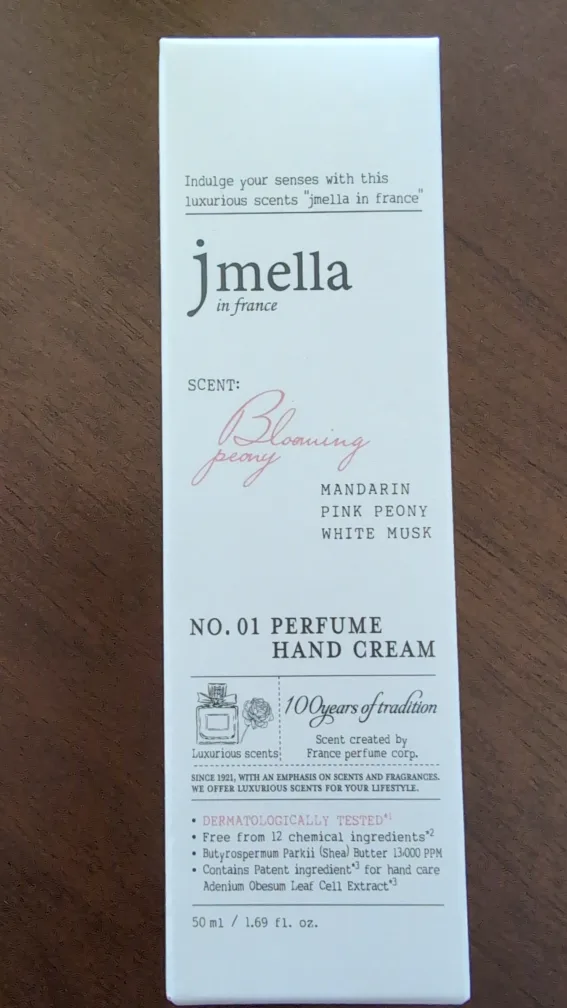 Indulge your senses with this
luxurious scents "jmella in france"
jmella
in france
SCENT:
Blooming
peony
MANDARIN
PINK PEONY
WHITE MUSK
NO. 01 PERFUME
HAND CREAM
100years of tradition
Luxurious scents
Scent created by
France perfume corp.
SINCE 1921, WITH AN EMPHASIS ON SCENTS AND FRAGRANCES.
WE OFFER LUXURIOUS SCENTS FOR YOUR LIFESTYLE.
• DERMATOLOGICALLY TESTED*1
• Free from 12 chemical ingredients*2
• Butyrospermum Parkii (Shea) Butter 13,000 PPM
• Contains Patent ingredient*3 for hand care
Adenium Obesum Leaf Cell Extract*3
50 ml / 1.69 fl. oz.